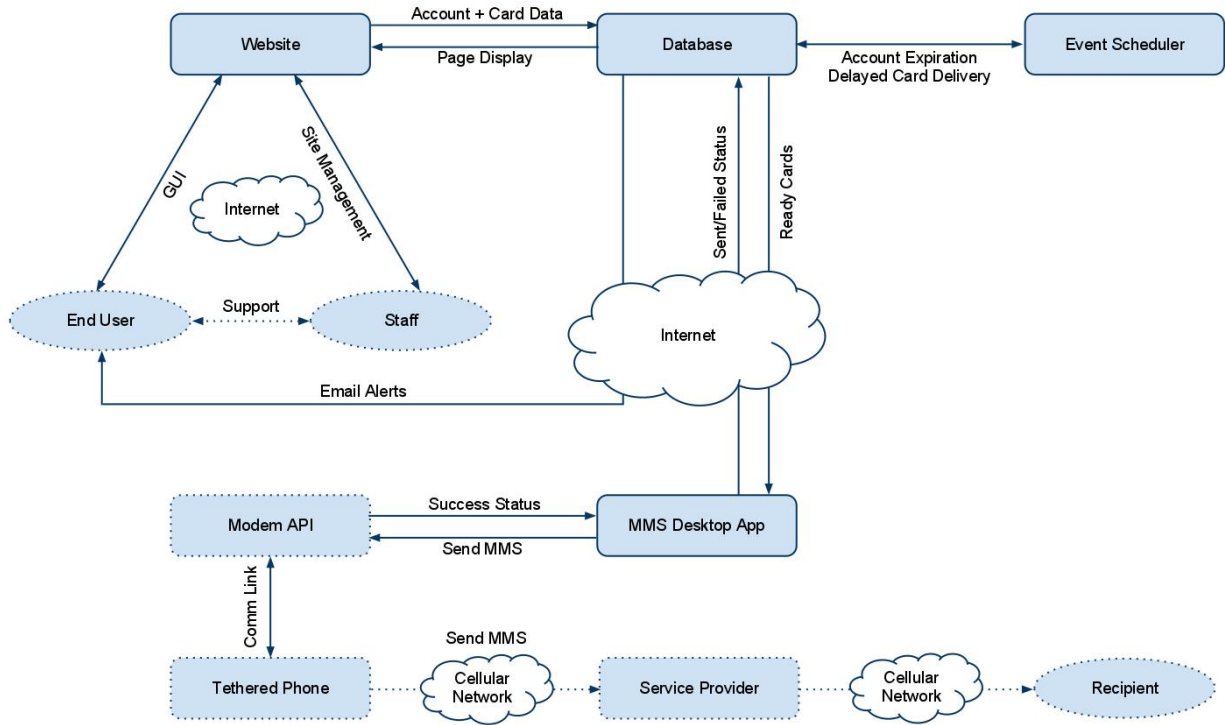 Account + Card Data
Website
Database
Event Scheduler
Page Display
Account Expiration
Delayed Card Delivery
GUI
Site Management
Internet
Sent/Failed Status
Ready Cards
Support
End User
Staff
Internet
Email Alerts
Success Status
Modem API
MMS Desktop App
Send MMS
Comm Link
Send MMS
Tethered Phone
Cellular
Network
Service Provider
Cellular
Network
Recipient